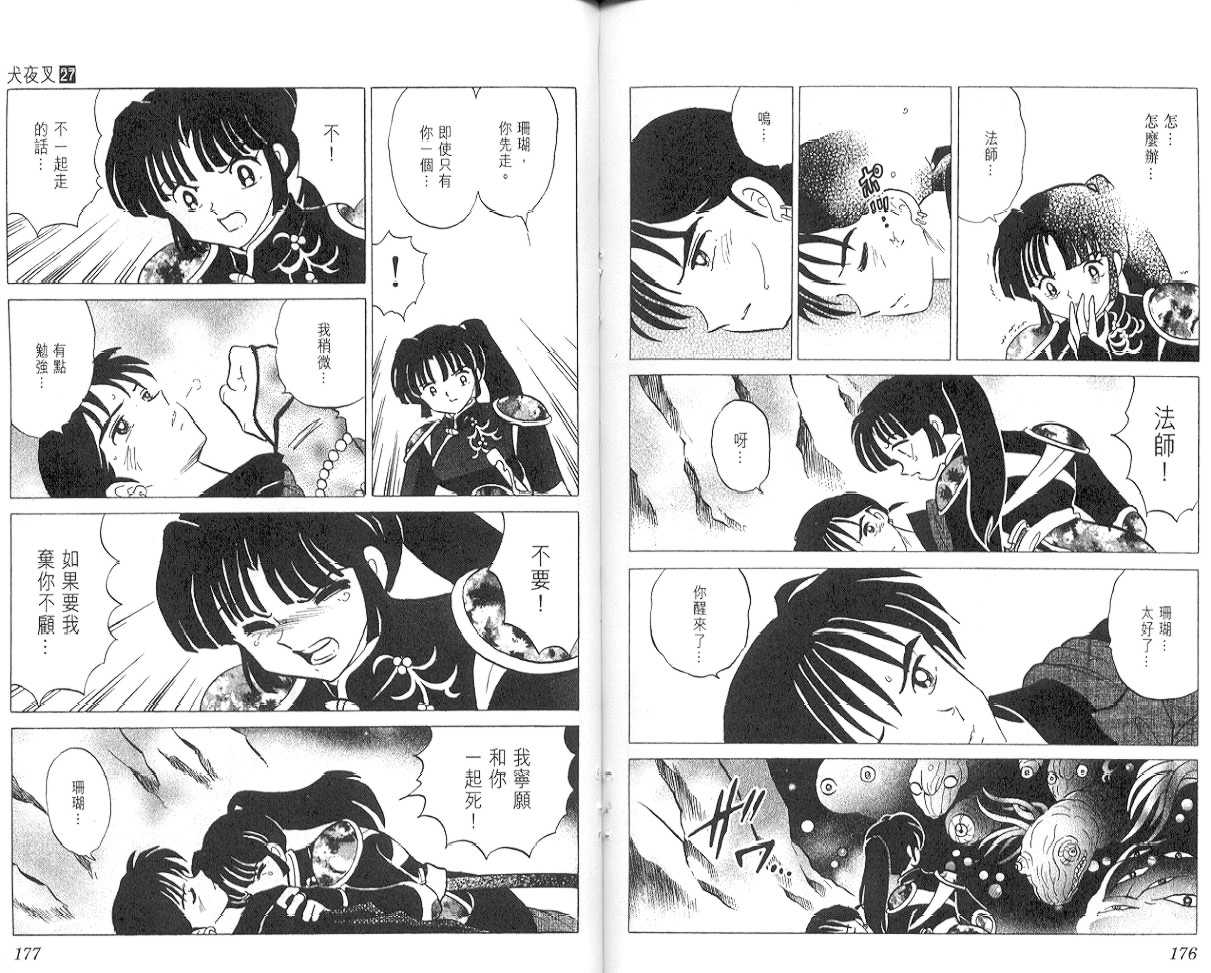 怎…
怎麼辦…
法師…
ポ
嗚…
法師！
呀…
珊瑚…
太好了…
你醒來了…
176
犬夜叉27
珊瑚，
你先走。
即使只有
你一個…
！
不！
不一起走
的話…
我稍微…
有點
勉強…
不要！
如果要我
棄你不顧…
我寧願
和你
一起死！
珊瑚…
177